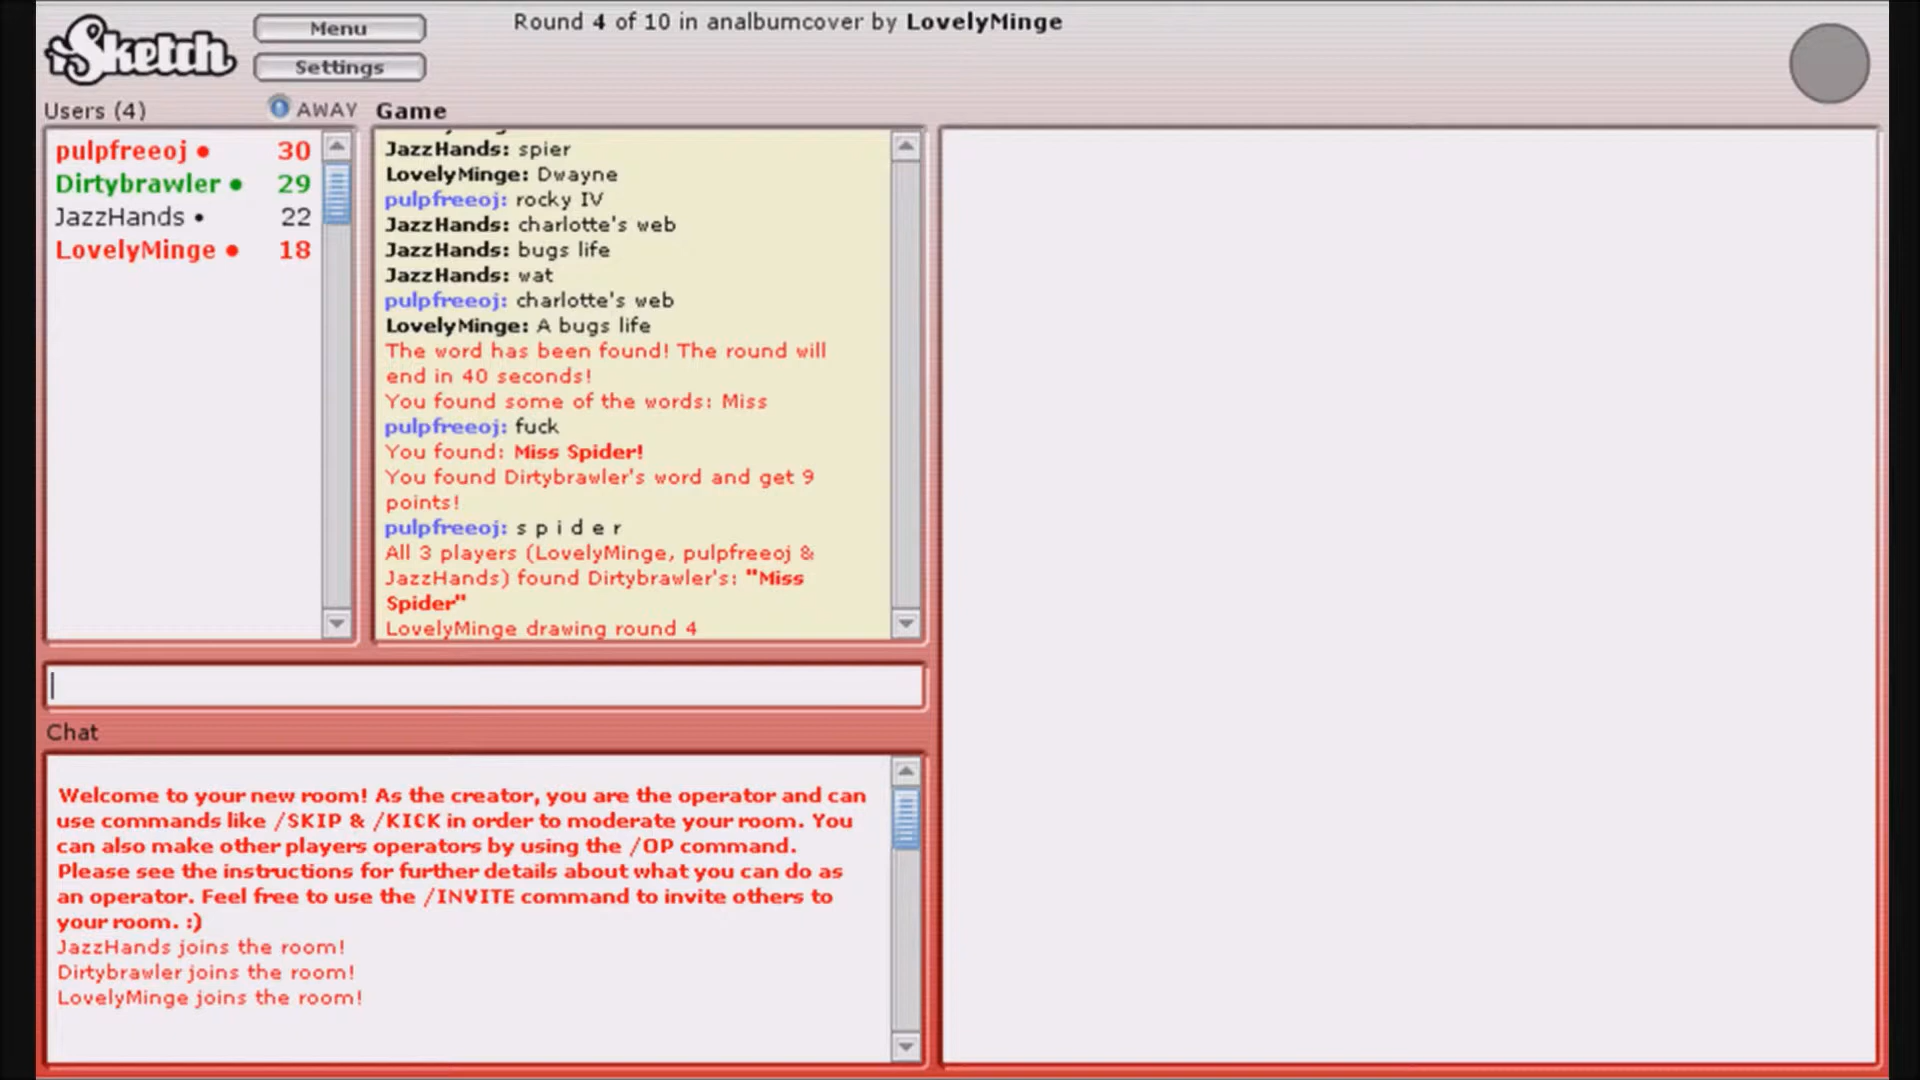 iSketch
Menu
Settings
Round 4 of 10 in analbumcover by LovelyMinge
Users (4)
AWAY
Game
pulpfreeoj • 30
Dirtybrawler • 29
JazzHands • 22
LovelyMinge • 18
JazzHands: spier
LovelyMinge: Dwayne
pulpfreeoj: rocky IV
JazzHands: charlotte's web
JazzHands: bugs life
JazzHands: wat
pulpfreeoj: charlotte's web
LovelyMinge: A bugs life
The word has been found! The round will
end in 40 seconds!
You found some of the words: Miss
pulpfreeoj: fuck
You found: Miss Spider!
You found Dirtybrawler's word and get 9
points!
pulpfreeoj: s p i d e r
All 3 players (LovelyMinge, pulpfreeoj &
JazzHands) found Dirtybrawler's: "Miss
Spider"
LovelyMinge drawing round 4
Chat
Welcome to your new room! As the creator, you are the operator and can
use commands like /SKIP & /KICK in order to moderate your room. You
can also make other players operators by using the /OP command.
Please see the instructions for further details about what you can do as
an operator. Feel free to use the /INVITE command to invite others to
your room. :)
JazzHands joins the room!
Dirtybrawler joins the room!
LovelyMinge joins the room!